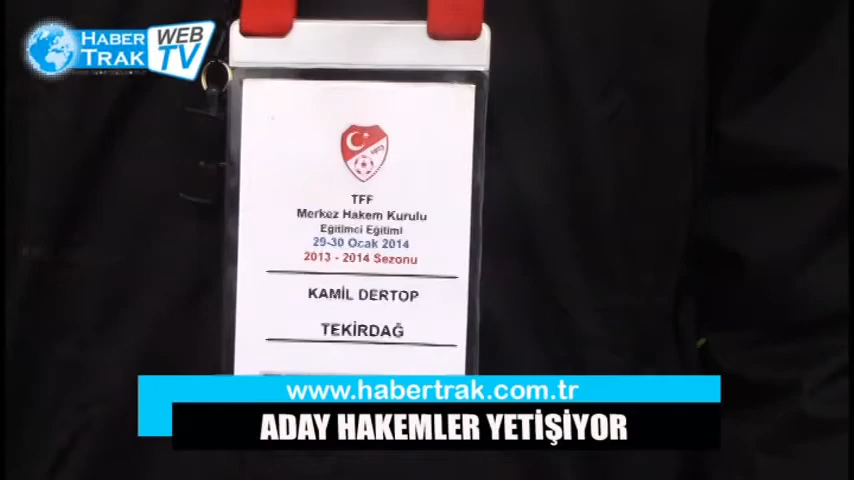 HABER
TRAK
WEB
TV
1923
TFF
Merkez Hakem Kurulu
Eğitimci Eğitimi
29-30 Ocak 2014
2013 - 2014 Sezonu
KAMİL DERTOP
TEKİRDAĞ
www.habertrak.com.tr
ADAY HAKEMLER YETİŞİYOR